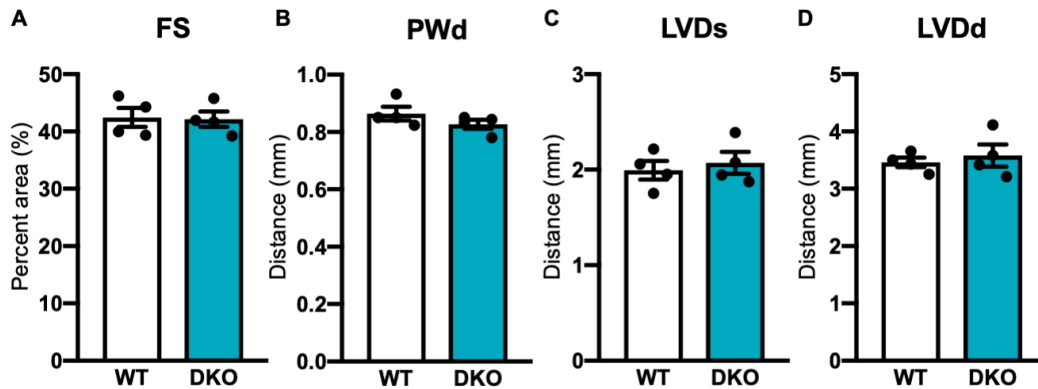 A
FS
Percent area (%)
50
40
30
20
10
0
WT DKO
B
PWd
Distance (mm)
1.0
0.8
0.6
0.4
0.2
0.0
WT DKO
C
LVDs
Distance (mm)
3
2
1
0
WT DKO
D
LVDd
Distance (mm)
5
4
3
2
1
0
WT DKO